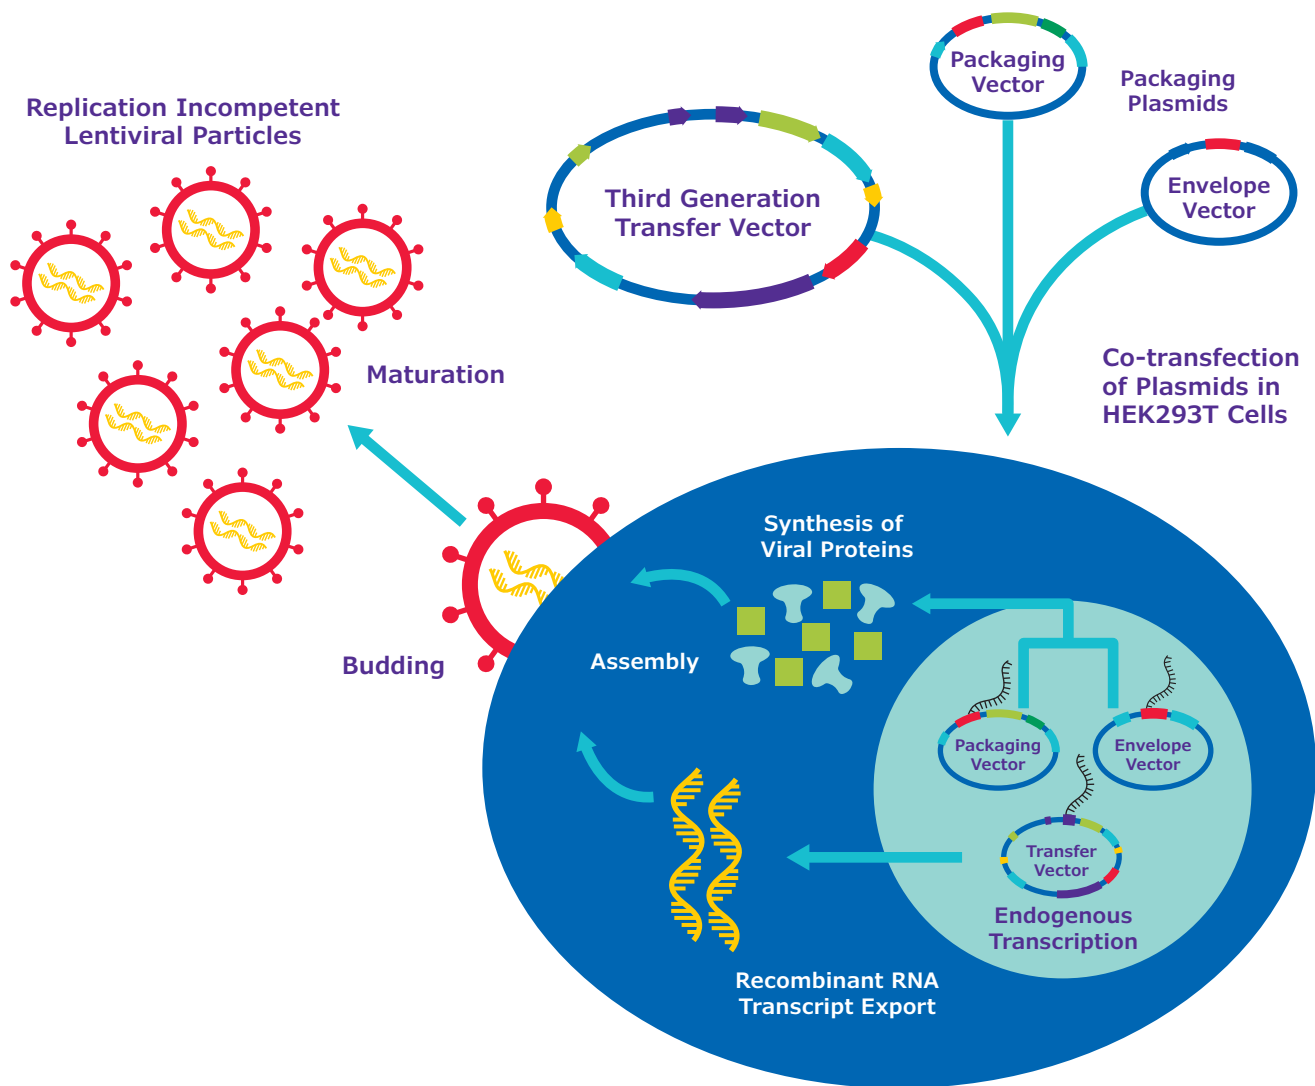 Replication Incompetent
Lentiviral Particles
Packaging
Vector
Packaging
Plasmids
Third Generation
Transfer Vector
Envelope
Vector
Maturation
Co-transfection
of Plasmids in
HEK293T Cells
Synthesis of
Viral Proteins
Budding
Assembly
Packaging
Vector
Envelope
Vector
Transfer
Vector
Endogenous
Transcription
Recombinant RNA
Transcript Export